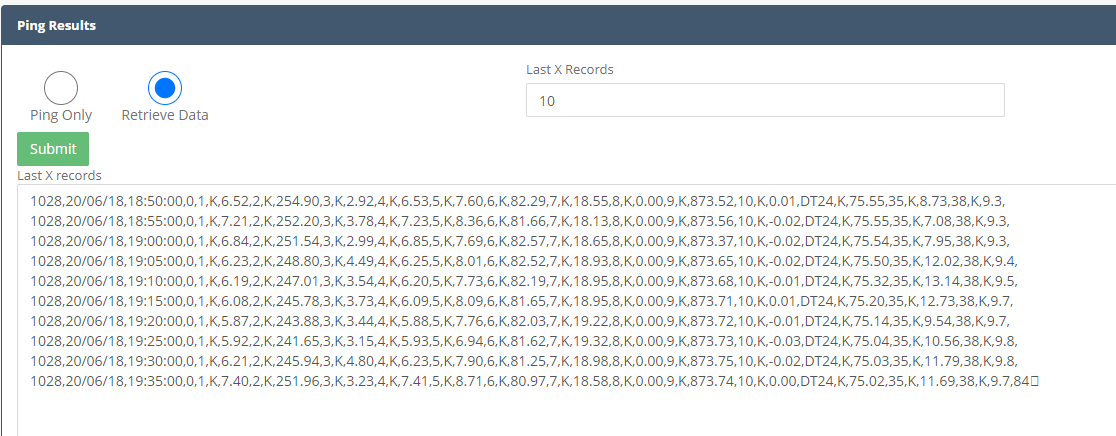 Ping Results
Last X Records
Ping Only
Retrieve Data
10
Submit
Last X records
1028,20/06/18,18:50:00,0,1,K,6.52,2,K,254.90,3,K,2.92,4,K,6.53,5,K,7.60,6,K,82.29,7,K,18.55,8,K,0.00,9,K,873.52,10,K,0.01,DT24,K,75.55,35,K,8.73,38,K,9.3,
1028,20/06/18,18:55:00,0,1,K,7.21,2,K,252.20,3,K,3.78,4,K,7.23,5,K,8.36,6,K,81.66,7,K,18.13,8,K,0.00,9,K,873.56,10,K,-0.02,DT24,K,75.55,35,K,7.08,38,K,9.3,
1028,20/06/18,19:00:00,0,1,K,6.84,2,K,251.54,3,K,2.99,4,K,6.85,5,K,7.69,6,K,82.57,7,K,18.65,8,K,0.00,9,K,873.37,10,K,-0.02,DT24,K,75.54,35,K,7.95,38,K,9.3,
1028,20/06/18,19:05:00,0,1,K,6.23,2,K,248.80,3,K,4.49,4,K,6.25,5,K,8.01,6,K,82.52,7,K,18.93,8,K,0.00,9,K,873.65,10,K,-0.02,DT24,K,75.50,35,K,12.02,38,K,9.4,
1028,20/06/18,19:10:00,0,1,K,6.19,2,K,247.01,3,K,3.54,4,K,6.20,5,K,7.73,6,K,82.19,7,K,18.95,8,K,0.00,9,K,873.68,10,K,-0.01,DT24,K,75.32,35,K,13.14,38,K,9.5,
1028,20/06/18,19:15:00,0,1,K,6.08,2,K,245.78,3,K,3.73,4,K,6.09,5,K,8.09,6,K,81.65,7,K,18.95,8,K,0.00,9,K,873.71,10,K,0.01,DT24,K,75.20,35,K,12.73,38,K,9.7,
1028,20/06/18,19:20:00,0,1,K,5.87,2,K,243.88,3,K,3.44,4,K,5.88,5,K,7.76,6,K,82.03,7,K,19.22,8,K,0.00,9,K,873.72,10,K,-0.01,DT24,K,75.14,35,K,9.54,38,K,9.7,
1028,20/06/18,19:25:00,0,1,K,5.92,2,K,241.65,3,K,3.15,4,K,5.93,5,K,6.94,6,K,81.62,7,K,19.32,8,K,0.00,9,K,873.73,10,K,-0.03,DT24,K,75.04,35,K,10.56,38,K,9.8,
1028,20/06/18,19:30:00,0,1,K,6.21,2,K,245.94,3,K,4.80,4,K,6.23,5,K,7.90,6,K,81.25,7,K,18.98,8,K,0.00,9,K,873.75,10,K,-0.02,DT24,K,75.03,35,K,11.79,38,K,9.8,
1028,20/06/18,19:35:00,0,1,K,7.40,2,K,251.96,3,K,3.23,4,K,7.41,5,K,8.71,6,K,80.97,7,K,18.58,8,K,0.00,9,K,873.74,10,K,0.00,DT24,K,75.02,35,K,11.69,38,K,9.7,84▯